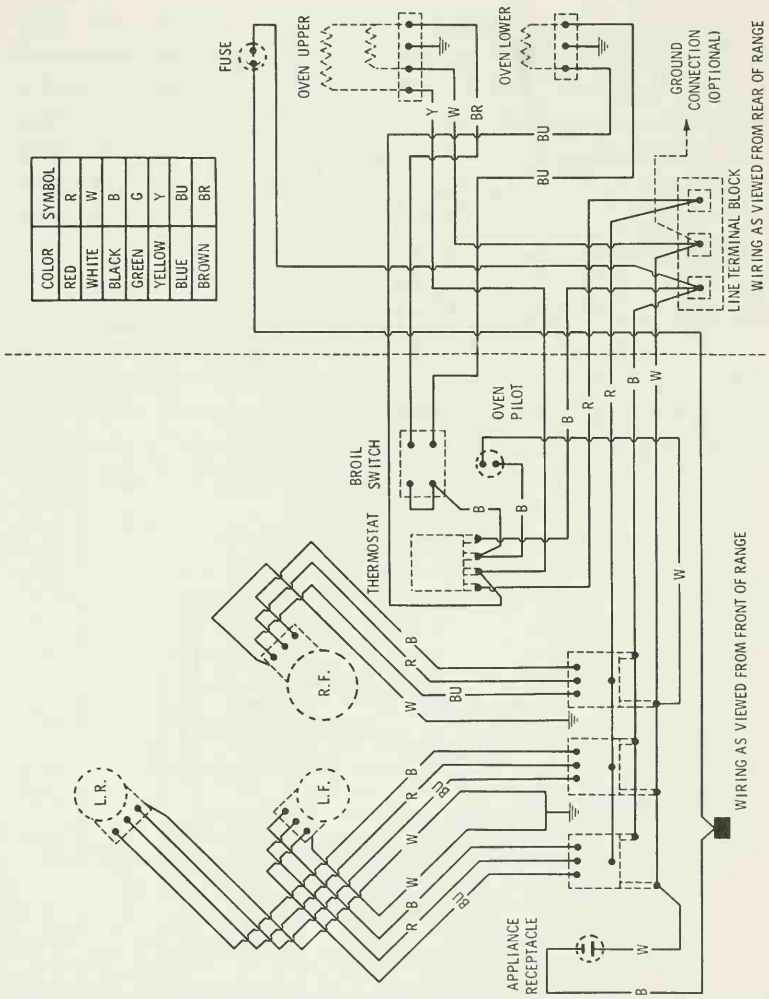 COLOR SYMBOL
RED R
WHITE W
BLACK B
GREEN G
YELLOW Y
BLUE BU
BROWN BR
FUSE
OVEN UPPER
OVEN LOWER
Y
W
BR
BU
BU
GROUND
CONNECTION
(OPTIONAL)
LINE TERMINAL BLOCK
WIRING AS VIEWED FROM REAR OF RANGE
BROIL
SWITCH
OVEN
PILOT
THERMOSTAT
B
B
B
R
R
B
W
W
L.R.
L.F.
R.F.
B
R
BU
W
B
R
BU
W
W
B
R
BU
APPLIANCE
RECEPTACLE
W
B
WIRING AS VIEWED FROM FRONT OF RANGE